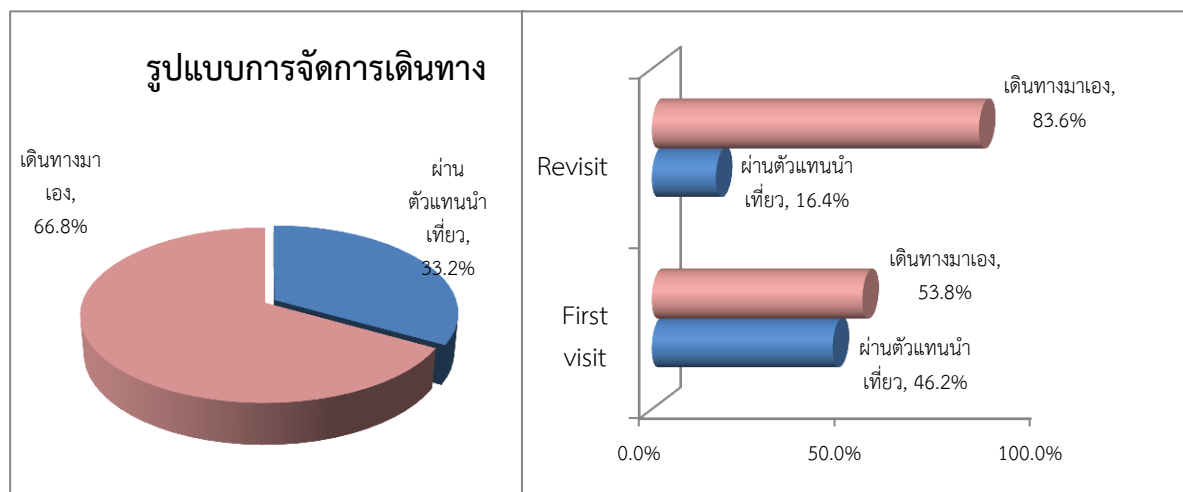 รูปแบบการจัดการเดินทาง
เดินทางมา
เอง,
66.8%
ผ่าน
ตัวแทนนำ
เที่ยว,
33.2%
Revisit
เดินทางมาเอง,
83.6%
ผ่านตัวแทนนำ
เที่ยว, 16.4%
First
visit
เดินทางมาเอง,
53.8%
ผ่านตัวแทนนำ
เที่ยว, 46.2%
0.0% 50.0% 100.0%